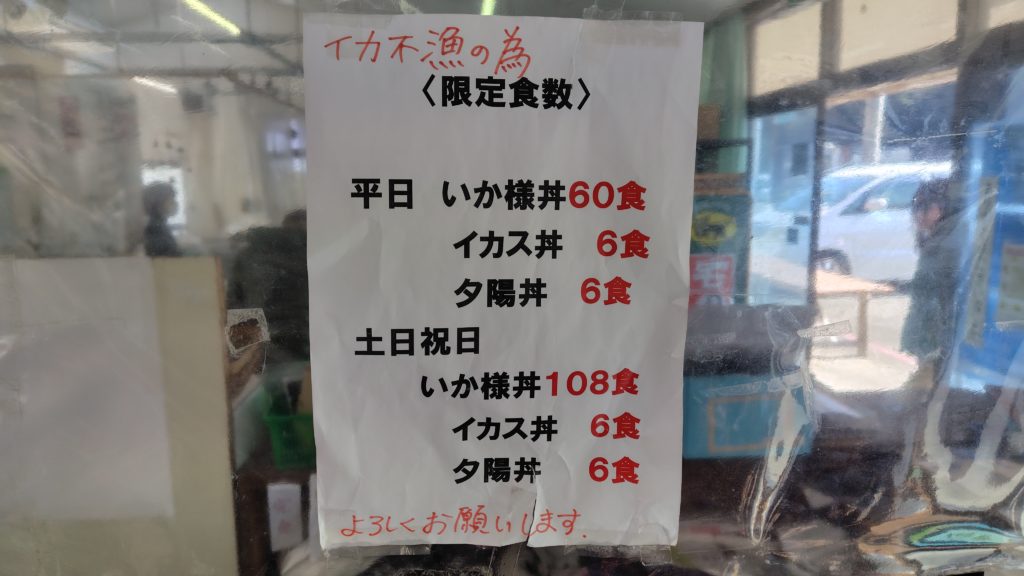 イカ不漁の為
〈限定食数〉
平日 いか様丼60食
イカス丼 6食
夕陽丼 6食
土日祝日
いか様丼108食
イカス丼 6食
夕陽丼 6食
よろしくお願いします.